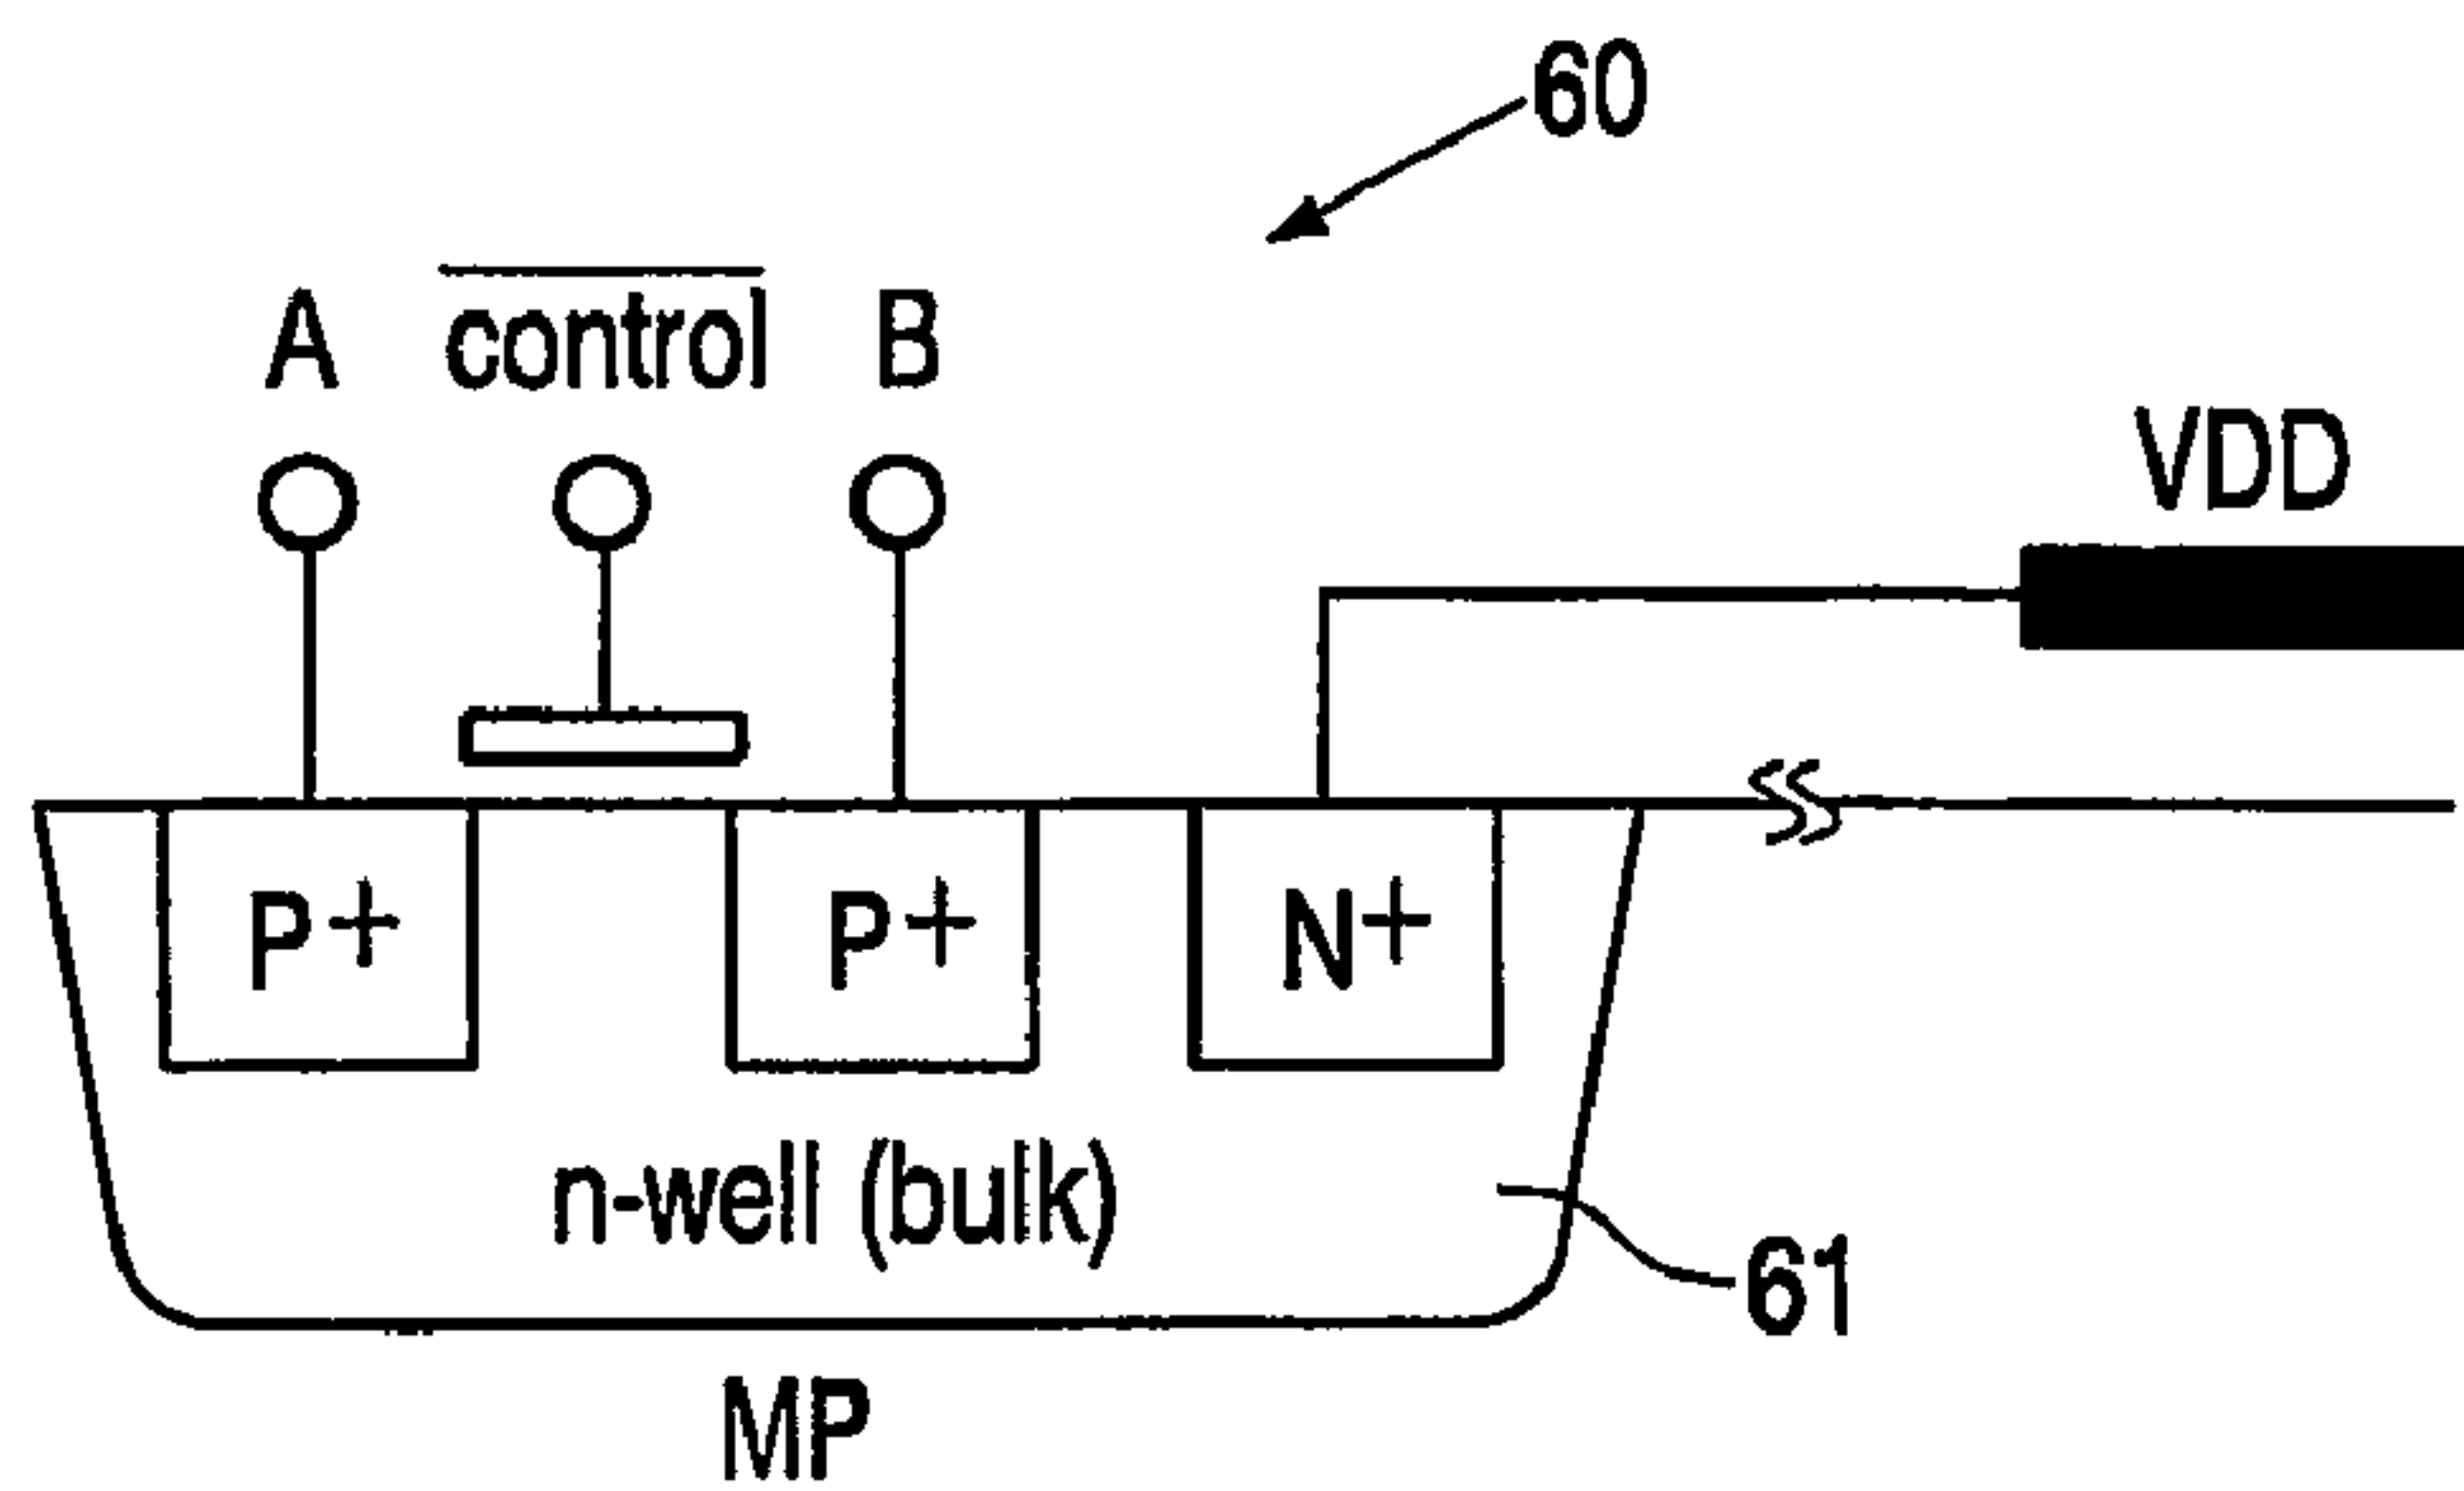 60
A control B
VDD
P+ P+ N+
n-well (bulk)
61
MP